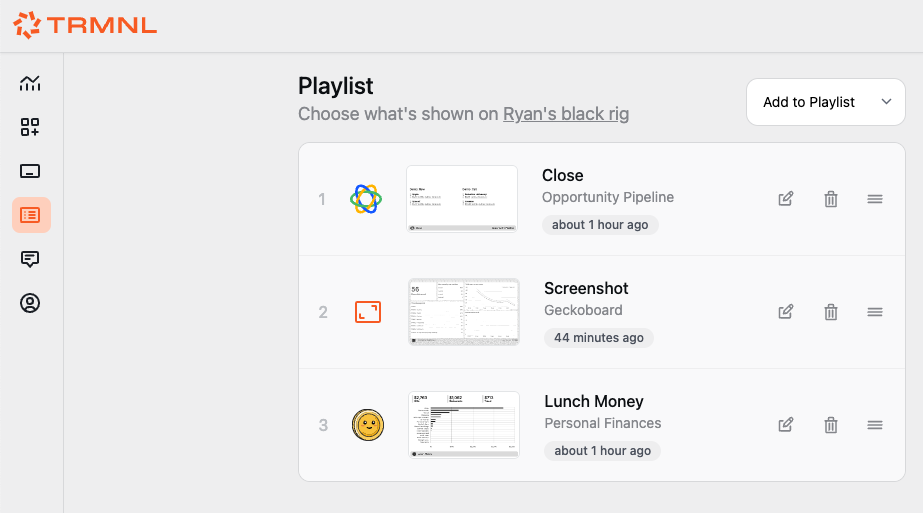 TRMNL
Playlist
Choose what's shown on Ryan's black rig
Add to Playlist
1
Close
Opportunity Pipeline
about 1 hour ago
2
56
Screenshot
Geckoboard
44 minutes ago
3
Lunch Money
Personal Finances
about 1 hour ago